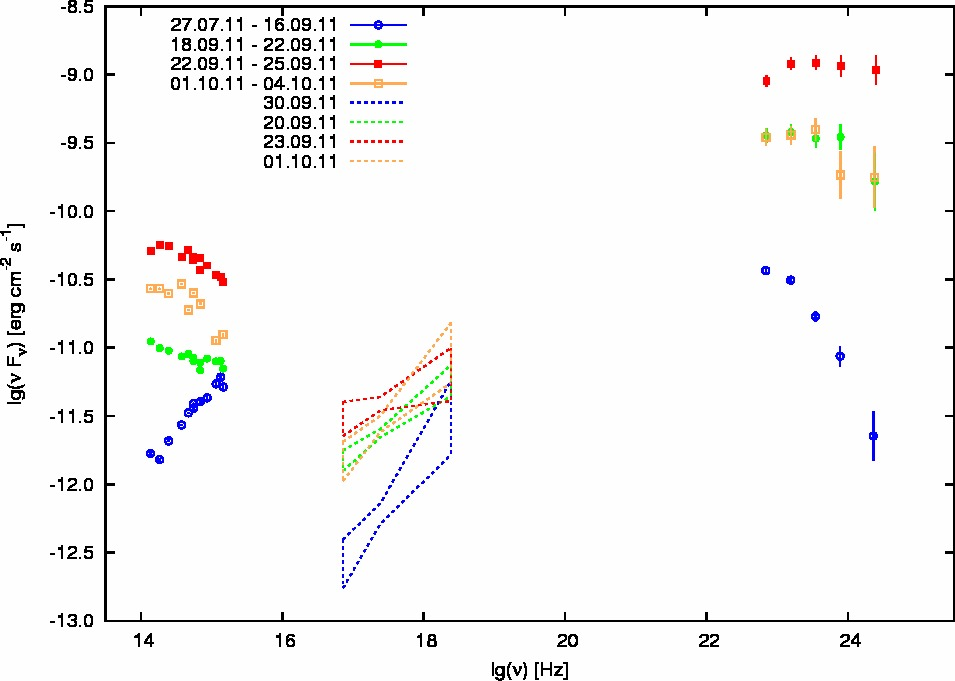 -8.5
-9.0
-9.5
-10.0
-10.5
-11.0
-11.5
-12.0
-12.5
-13.0
lg(ν Fν) [erg cm-2 s-1]
27.07.11 - 16.09.11
18.09.11 - 22.09.11
22.09.11 - 25.09.11
01.10.11 - 04.10.11
30.09.11
20.09.11
23.09.11
01.10.11
14 16 18 20 22 24
lg(ν) [Hz]